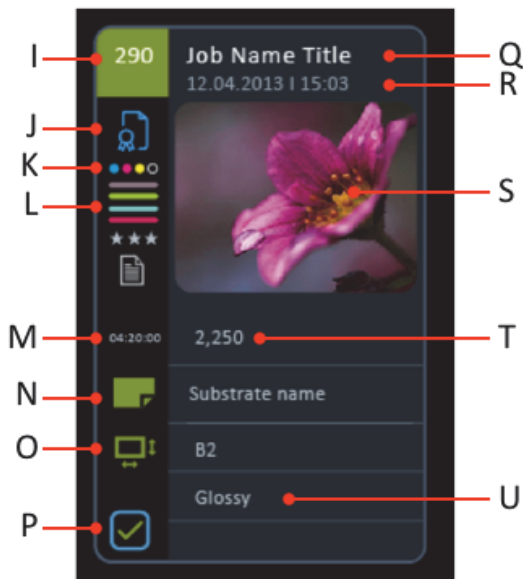 I
290
Job Name Title
Q
12.04.2013 I 15:03
R
J
K
L
S
M
04:20:00
2,250
T
N
Substrate name
O
B2
Glossy
U
P